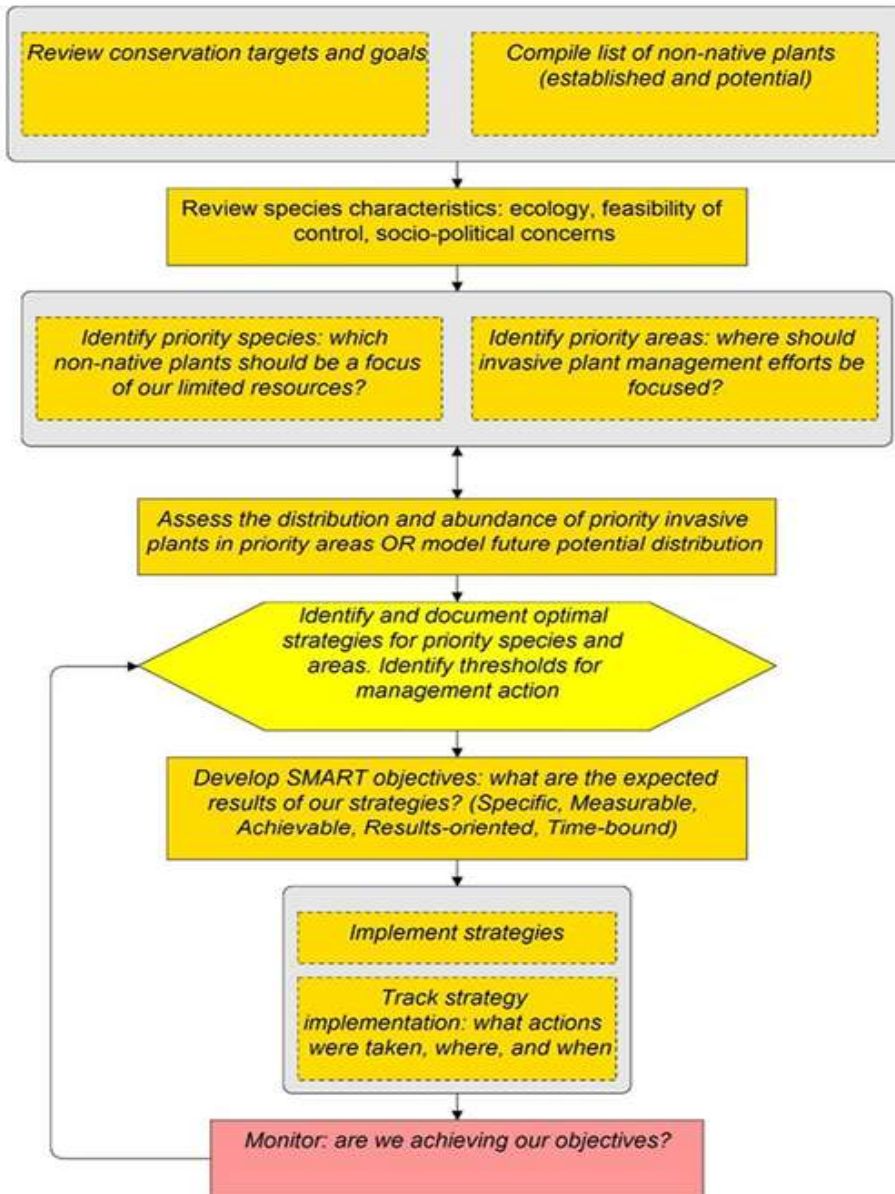 Review conservation targets and goals
Compile list of non-native plants
(established and potential)
Review species characteristics: ecology, feasibility of
control, socio-political concerns
Identify priority species: which
non-native plants should be a focus
of our limited resources?
Identify priority areas: where should
invasive plant management efforts be
focused?
Assess the distribution and abundance of priority invasive
plants in priority areas OR model future potential distribution
Identify and document optimal
strategies for priority species and
areas. Identify thresholds for
management action
Develop SMART objectives: what are the expected
results of our strategies? (Specific, Measurable,
Achievable, Results-oriented, Time-bound)
Implement strategies
Track strategy
implementation: what actions
were taken, where, and when
Monitor: are we achieving our objectives?